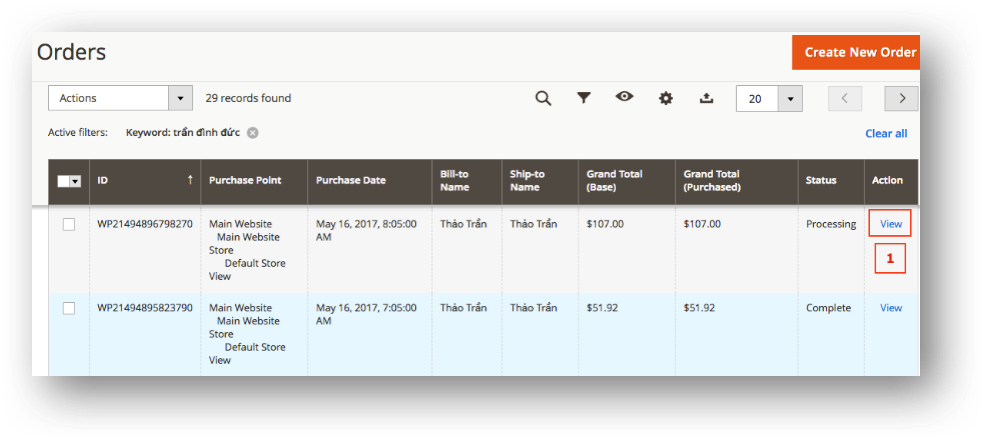 Orders
Create New Order
Actions
29 records found
20
Active filters: Keyword: trần đình đức
Clear all
ID ↑ Purchase Point Purchase Date Bill-to Name Ship-to Name Grand Total (Base) Grand Total (Purchased) Status Action
WP21494896798270 Main Website May 16, 2017, 8:05:00 Thảo Trần Thảo Trần $107.00 $107.00 Processing View
Main Website AM
Store
Default Store
View
1
WP21494895823790 Main Website May 16, 2017, 7:05:00 Thảo Trần Thảo Trần $51.92 $51.92 Complete View
Main Website AM
Store
Default Store
View